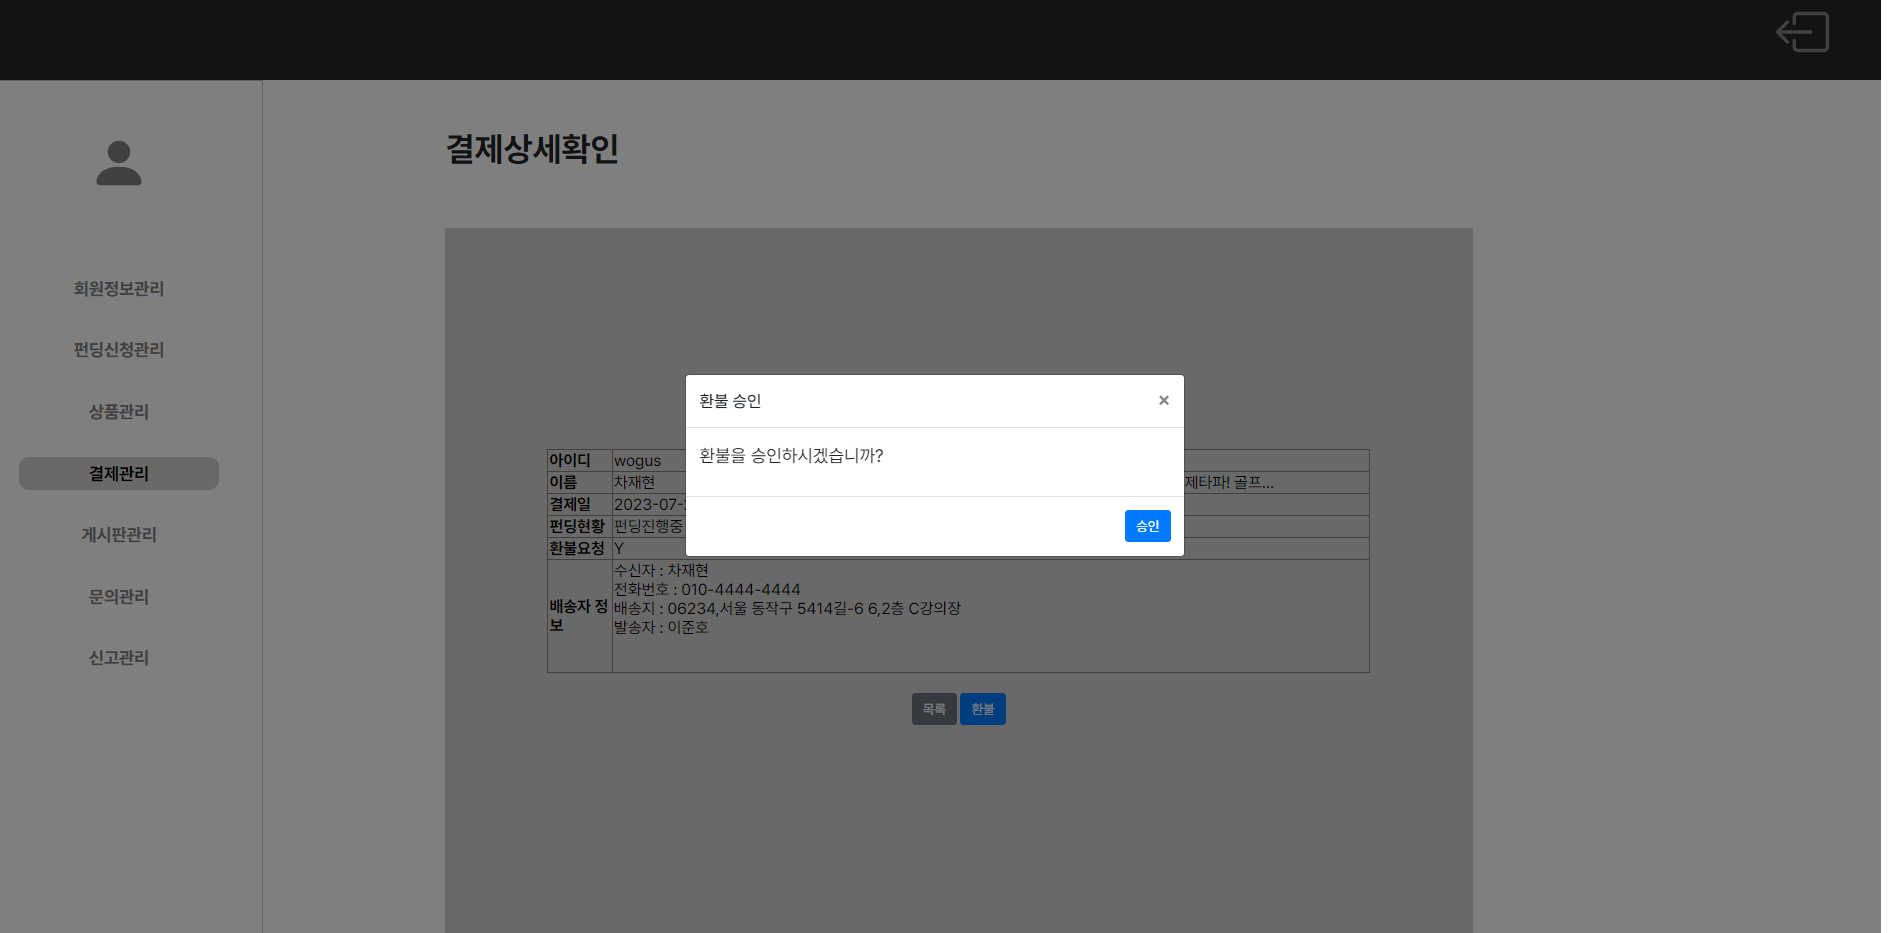 결제상세확인
회원정보관리
펀딩신청관리
상품관리
결제관리
게시판관리
문의관리
신고관리
환불 승인 ×
환불을 승인하시겠습니까?
승인
아이디 wogus
이름 차재현 제타파! 골프...
결제일 2023-07-
펀딩현황 펀딩진행중
환불요청 Y
배송자 정보
수신자 : 차재현
전화번호 : 010-4444-4444
배송지 : 06234,서울 동작구 5414길-6 6,2층 C강의장
발송자 : 이준호
목록 환불